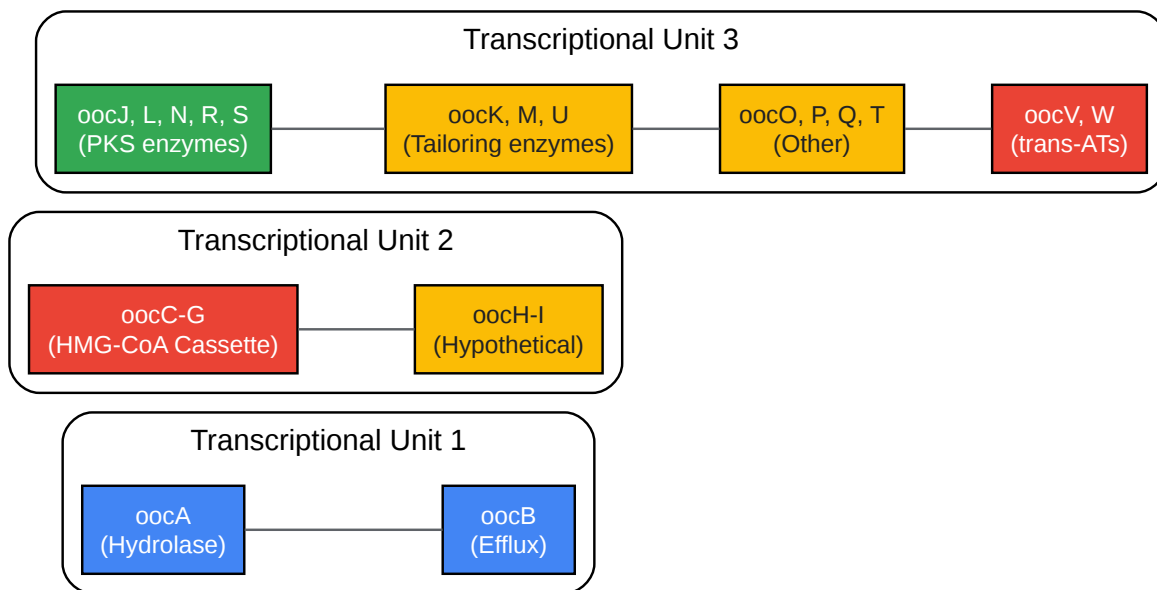 Transcriptional Unit 3
oocJ, L, N, R, S
(PKS enzymes)
oocK, M, U
(Tailoring enzymes)
oocO, P, Q, T
(Other)
oocV, W
(trans-ATs)
Transcriptional Unit 2
oocC-G
(HMG-CoA Cassette)
oocH-I
(Hypothetical)
Transcriptional Unit 1
oocA
(Hydrolase)
oocB
(Efflux)